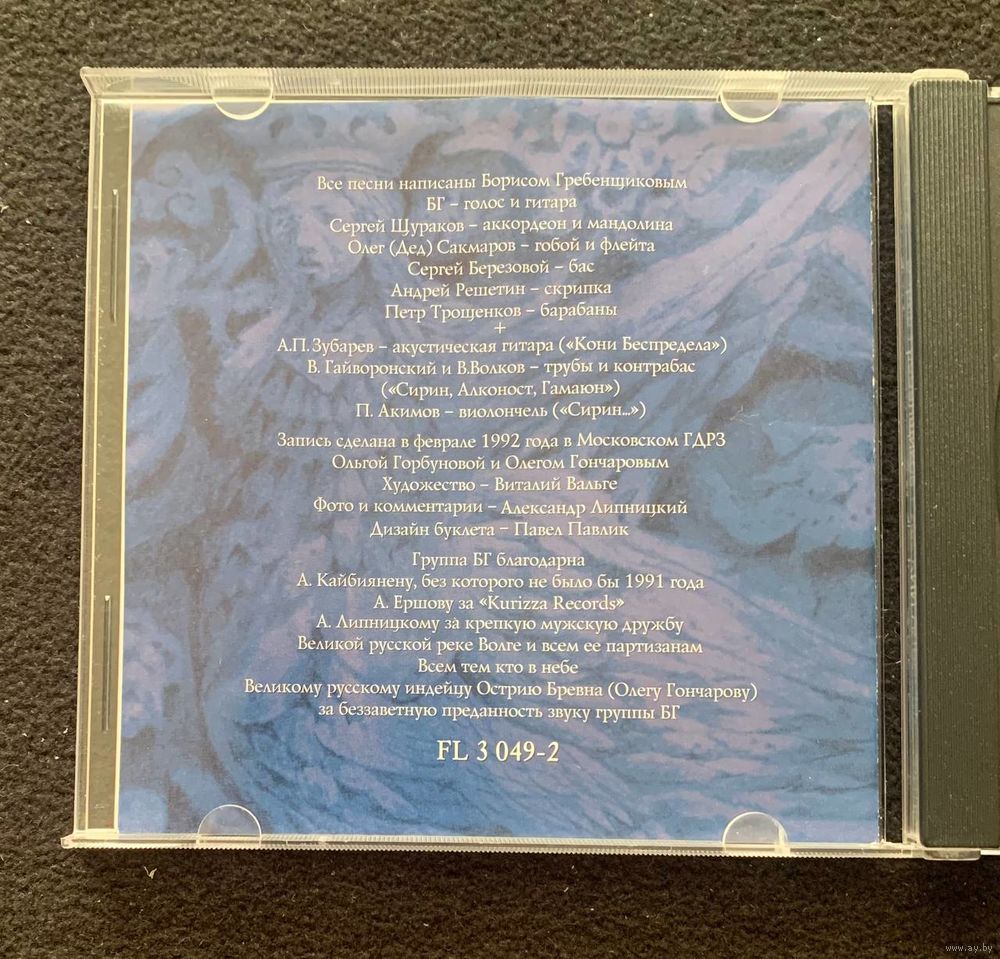 Все песни написаны Борисом Гребенщиковым
БГ – голос и гитара
Сергей Щураков – аккордеон и мандолина
Олег (Дед) Сакмаров – гобой и флейта
Сергей Березовой – бас
Андрей Решетин – скрипка
Петр Трощенков – барабаны
+
А.П. Зубарев – акустическая гитара («Кони Беспредела»)
В. Гайворонский и В.Волков – трубы и контрабас
(«Сирин, Алконост, Гамаюн»)
П. Акимов – виолончель («Сирин...»)
Запись сделана в феврале 1992 года в Московском ГДРЗ
Ольгой Горбуновой и Олегом Гончаровым
Художество – Виталий Вальге
Фото и комментарии – Александр Липницкий
Дизайн буклета – Павел Павлик
Группа БГ благодарна
А. Кайбиянену, без которого не было бы 1991 года
А. Ершову за «Kurizza Records»
А. Липницкому за крепкую мужскую дружбу
Великой русской реке Волге и всем ее партизанам
Всем тем кто в небе
Великому русскому индейцу Острию Бревна (Олегу Гончарову)
за беззаветную преданность звуку группы БГ
FL 3 049-2
www.ay.by